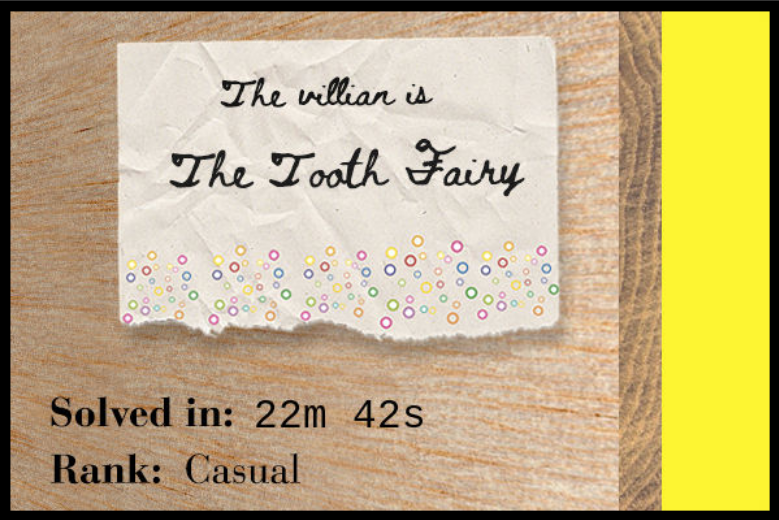 The villian is
The Tooth Fairy
Solved in: 22m 42s
Rank: Casual